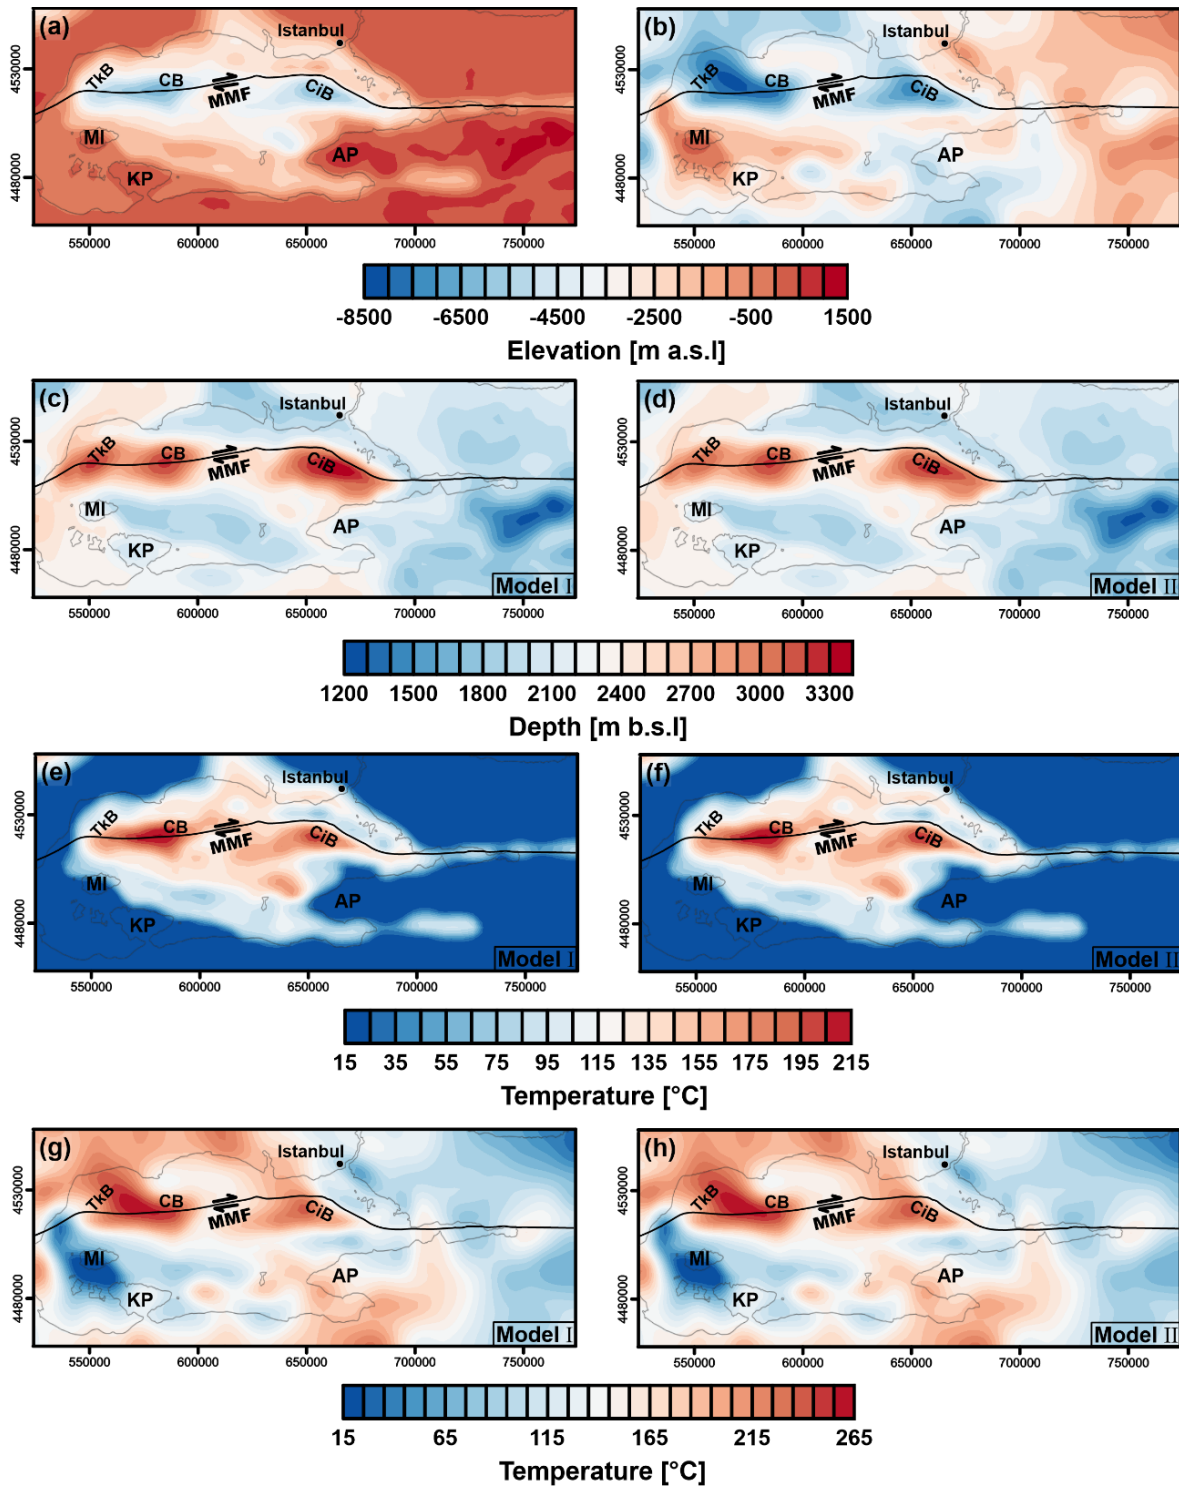 (a)
Istanbul
4530000
TkB
CB
MMF
CiB
MI
KP
AP
4480000
550000 600000 650000 700000 750000
(b)
Istanbul
4530000
TkB
CB
MMF
CiB
MI
KP
AP
4480000
550000 600000 650000 700000 750000
-8500 -6500 -4500 -2500 -500 1500
Elevation [m a.s.l]
(c)
Istanbul
4530000
TkB
CB
MMF
CiB
MI
KP
AP
4480000
Model I
550000 600000 650000 700000 750000
(d)
Istanbul
4530000
TkB
CB
MMF
CiB
MI
KP
AP
4480000
Model II
550000 600000 650000 700000 750000
1200 1500 1800 2100 2400 2700 3000 3300
Depth [m b.s.l]
(e)
Istanbul
4530000
TkB
CB
MMF
CiB
MI
KP
AP
4480000
Model I
550000 600000 650000 700000 750000
(f)
Istanbul
4530000
TkB
CB
MMF
CiB
MI
KP
AP
4480000
Model II
550000 600000 650000 700000 750000
15 35 55 75 95 115 135 155 175 195 215
Temperature [°C]
(g)
Istanbul
4530000
TkB
CB
MMF
CiB
MI
KP
AP
4480000
Model I
550000 600000 650000 700000 750000
(h)
Istanbul
4530000
TkB
CB
MMF
CiB
MI
KP
AP
4480000
Model II
550000 600000 650000 700000 750000
15 65 115 165 215 265
Temperature [°C]